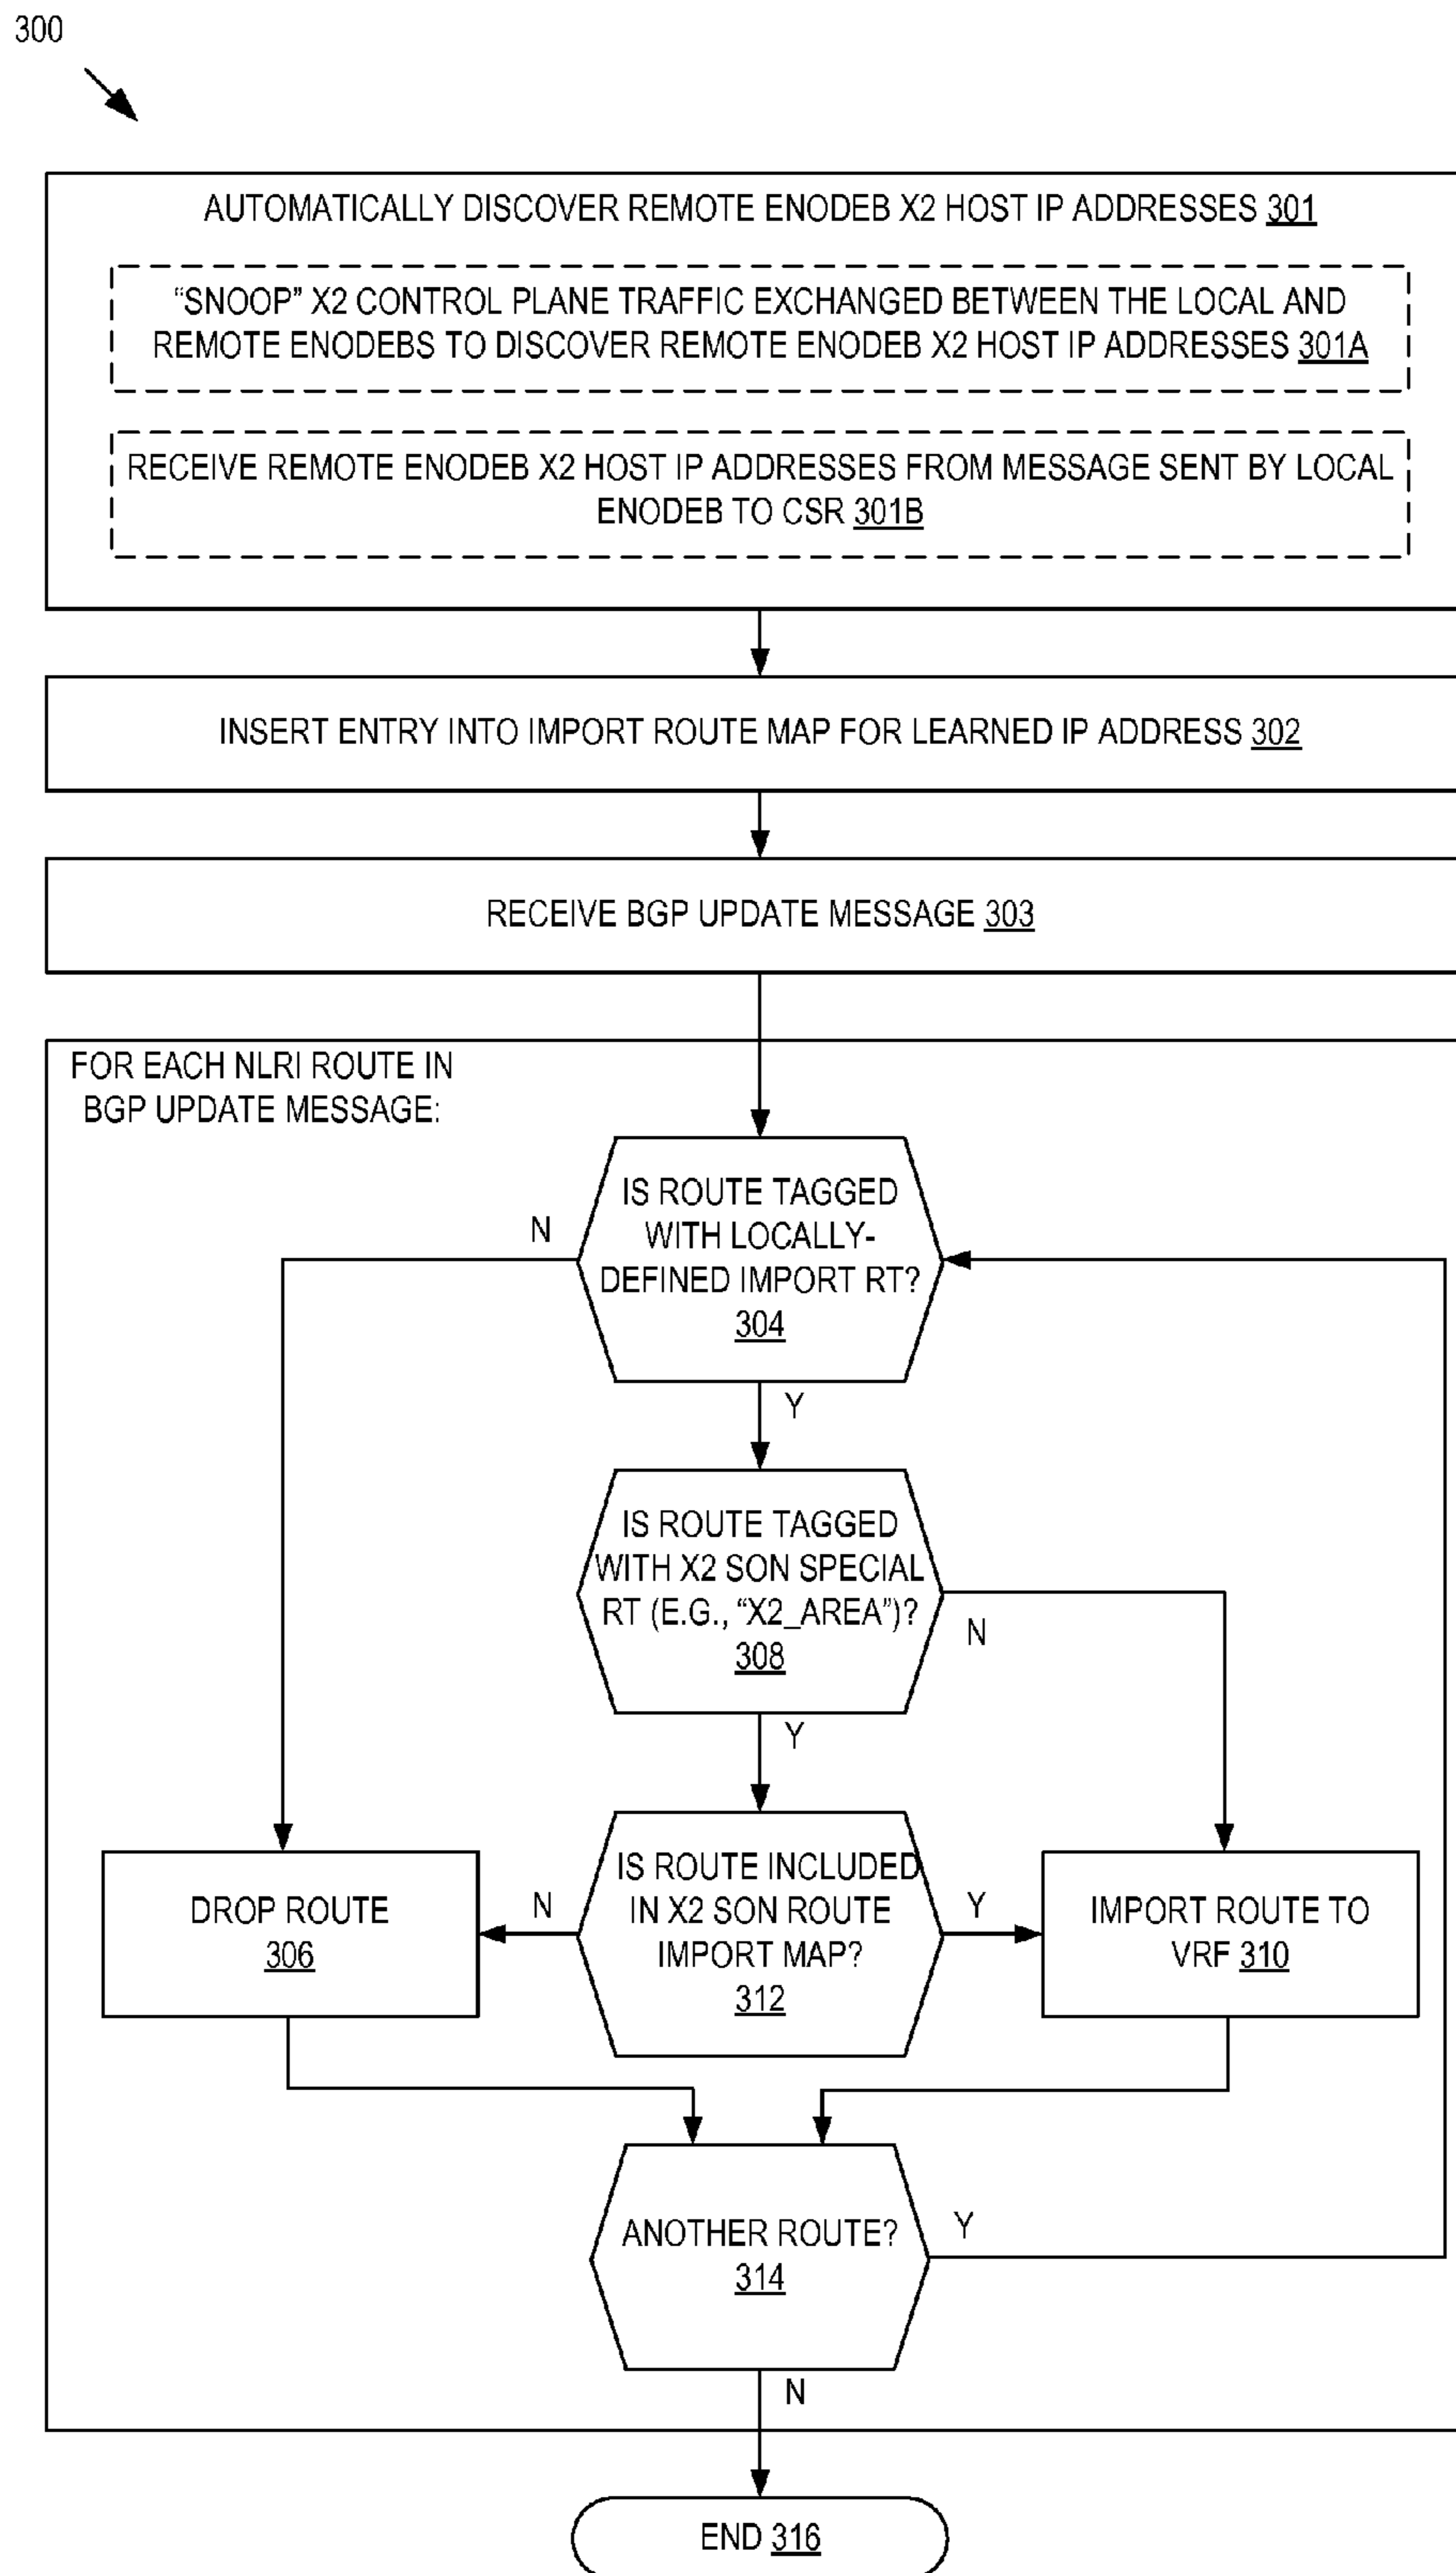 300
AUTOMATICALLY DISCOVER REMOTE ENODEB X2 HOST IP ADDRESSES 301
“SNOOP” X2 CONTROL PLANE TRAFFIC EXCHANGED BETWEEN THE LOCAL AND
REMOTE ENODEBS TO DISCOVER REMOTE ENODEB X2 HOST IP ADDRESSES 301A
RECEIVE REMOTE ENODEB X2 HOST IP ADDRESSES FROM MESSAGE SENT BY LOCAL
ENODEB TO CSR 301B
INSERT ENTRY INTO IMPORT ROUTE MAP FOR LEARNED IP ADDRESS 302
RECEIVE BGP UPDATE MESSAGE 303
FOR EACH NLRI ROUTE IN
BGP UPDATE MESSAGE:
IS ROUTE TAGGED
WITH LOCALLY-
DEFINED IMPORT RT?
304
N
Y
IS ROUTE TAGGED
WITH X2 SON SPECIAL
RT (E.G., “X2_AREA”)?
308
N
Y
DROP ROUTE
306
N
IS ROUTE INCLUDED
IN X2 SON ROUTE
IMPORT MAP?
312
Y
IMPORT ROUTE TO
VRF 310
ANOTHER ROUTE?
314
Y
N
END 316